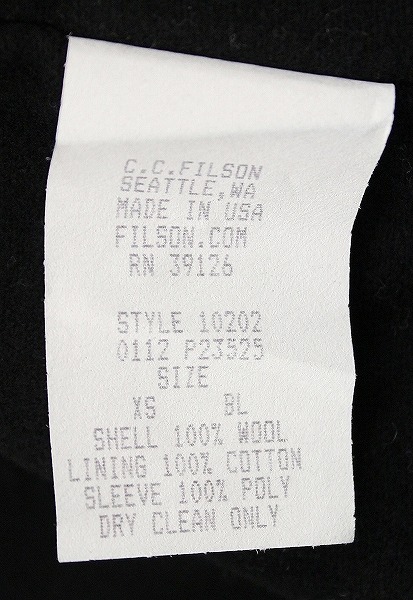 C.C.FILSON
SEATTLE,WA
MADE IN USA
FILSON.COM
RN 39126
STYLE 10202
0112 P23525
SIZE
XS BL
SHELL 100% WOOL
LINING 100% COTTON
SLEEVE 100% POLY
DRY CLEAN ONLY